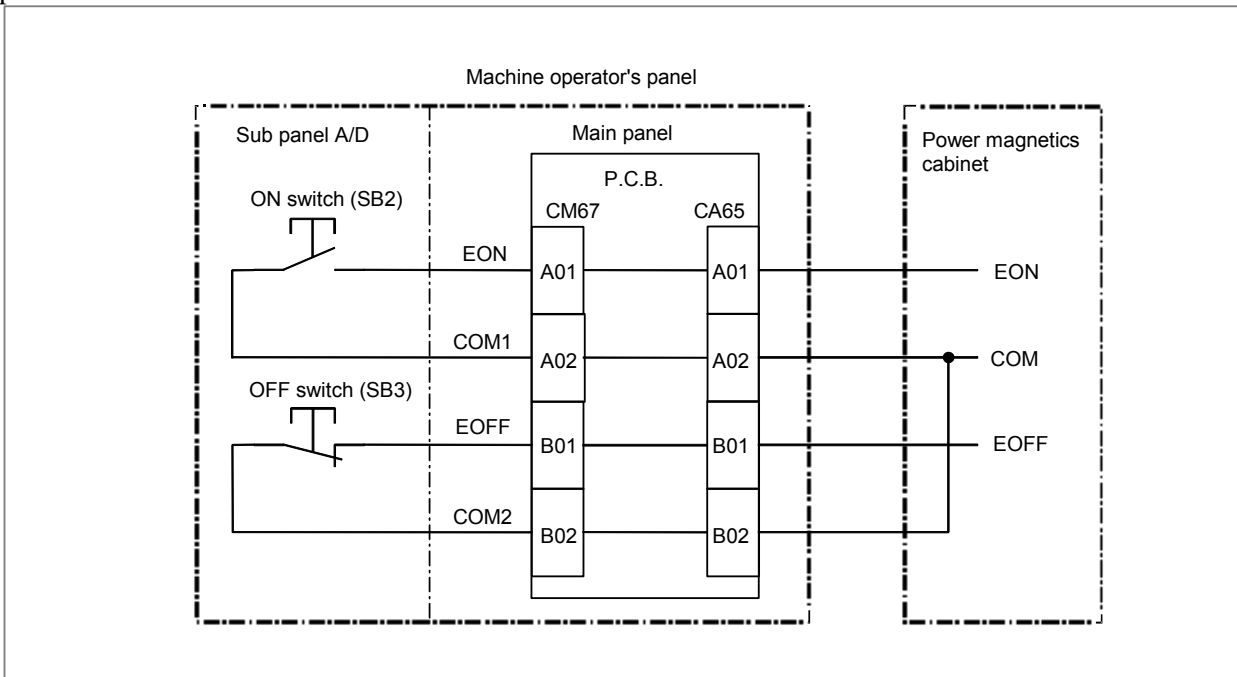 Machine operator's panel
Sub panel A/D
Main panel
Power magnetics
cabinet
P.C.B.
ON switch (SB2)
CM67
CA65
EON
A01
A01
EON
COM1
A02
A02
COM
OFF switch (SB3)
EOFF
B01
B01
EOFF
COM2
B02
B02